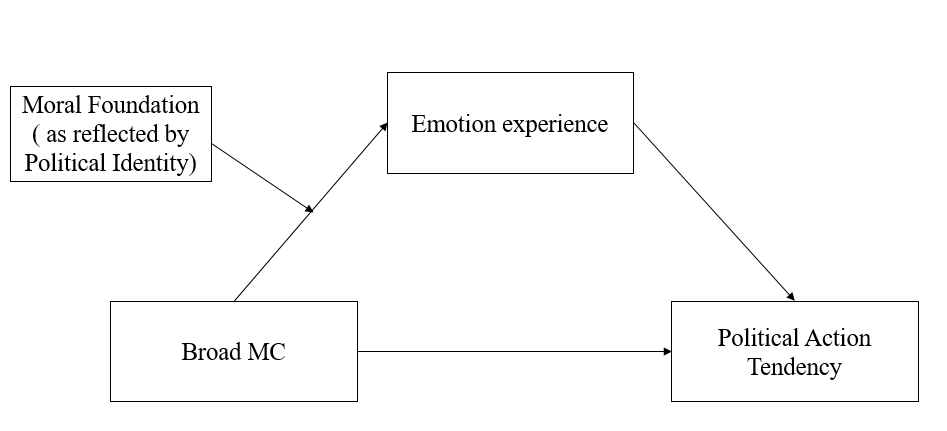 Moral Foundation
( as reflected by
Political Identity)
Emotion experience
Broad MC
Political Action
Tendency